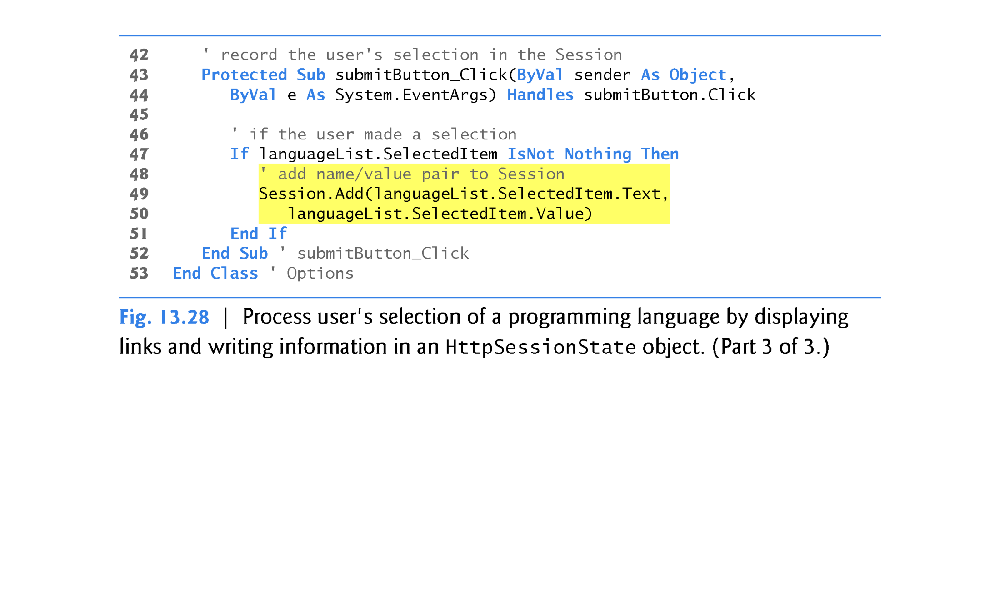 42 ' record the user's selection in the Session
43 Protected Sub submitButton_Click(ByVal sender As Object,
44 ByVal e As System.EventArgs) Handles submitButton.Click
45
46 ' if the user made a selection
47 If languageList.SelectedItem IsNot Nothing Then
48 ' add name/value pair to Session
49 Session.Add(languageList.SelectedItem.Text,
50 languageList.SelectedItem.Value)
51 End If
52 End Sub ' submitButton_Click
53 End Class ' Options
Fig. 13.28 | Process user's selection of a programming language by displaying
links and writing information in an HttpSessionState object. (Part 3 of 3.)